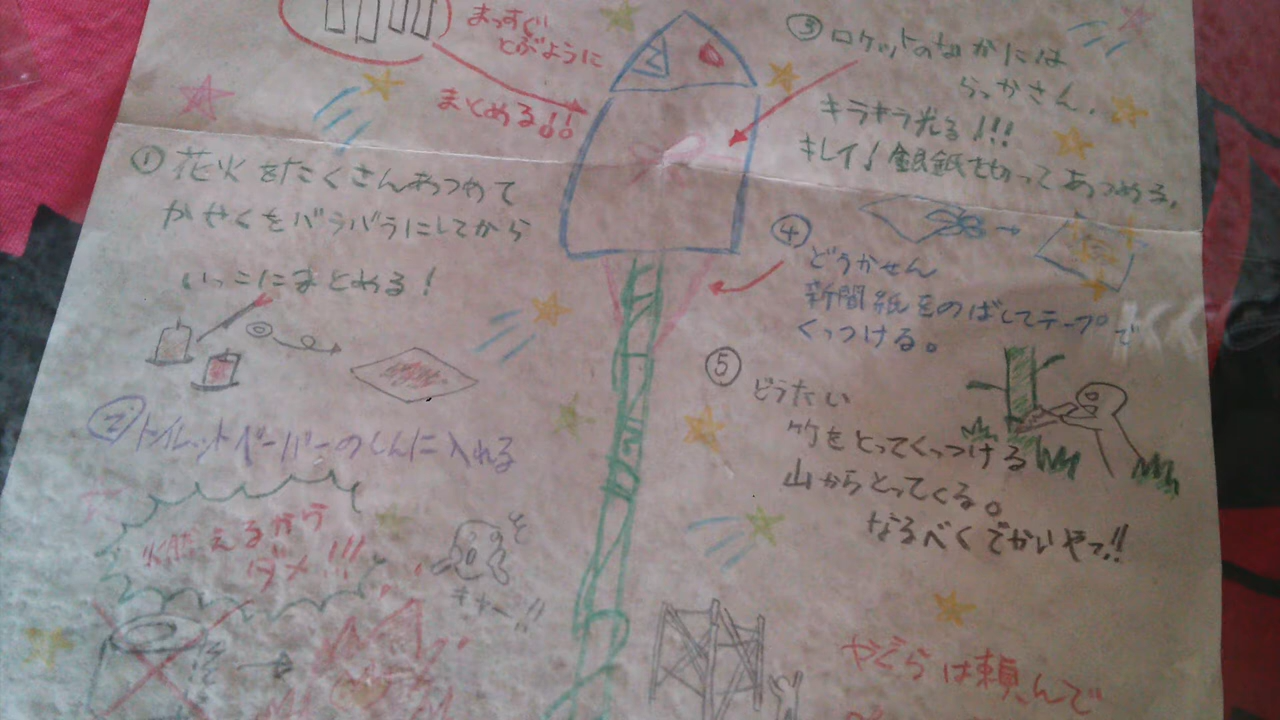 まっすぐ
とぶように
まとめる!!
① 花火をたくさんあつめて
かせくをバラバラにしてから
いっこにまとめる!
② トイレットペーパーのしんに入れる
燃えるから
ダメ!!!
キャー!!
③ ロケットのなかには
らっかさん。
キラキラ光る!!!
キレイ!銀紙を切ってあつめる。
④ どうかせん
新聞紙をのばしてテープで
くっつける。
⑤ どうたい
竹をとってくっつける
山からとってくる。
なるべくでかいやつ!!
やぐらは頼んで